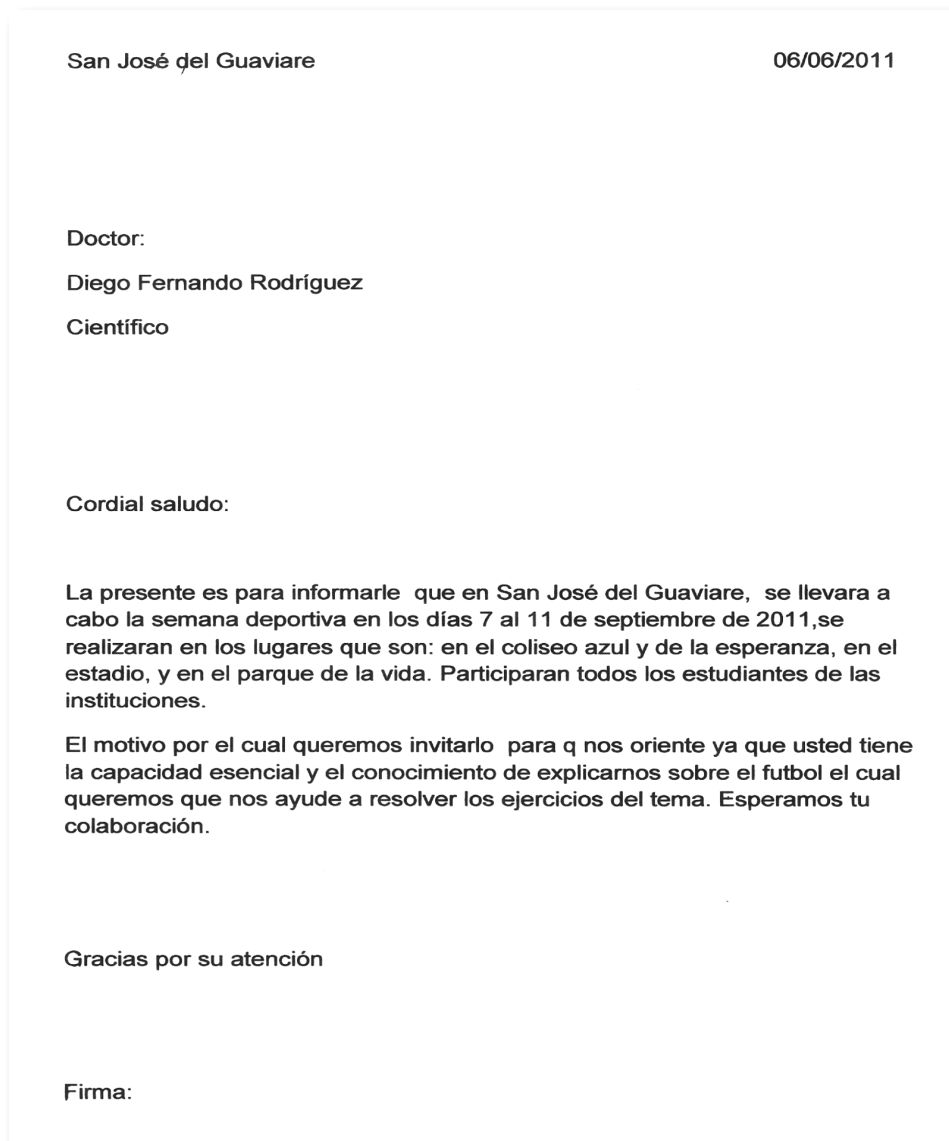 San José del Guaviare 06/06/2011
Doctor:
Diego Fernando Rodríguez
Científico
Cordial saludo:
La presente es para informarle  que en San José del Guaviare,  se llevara a
cabo la semana deportiva en los días 7 al 11 de septiembre de 2011,se
realizaran en los lugares que son: en el coliseo azul y de la esperanza, en el
estadio, y en el parque de la vida. Participaran todos los estudiantes de las
instituciones.
El motivo por el cual queremos invitarlo  para q nos oriente ya que usted tiene
la capacidad esencial y el conocimiento de explicarnos sobre el futbol el cual
queremos que nos ayude a resolver los ejercicios del tema. Esperamos tu
colaboración.
Gracias por su atención
Firma: